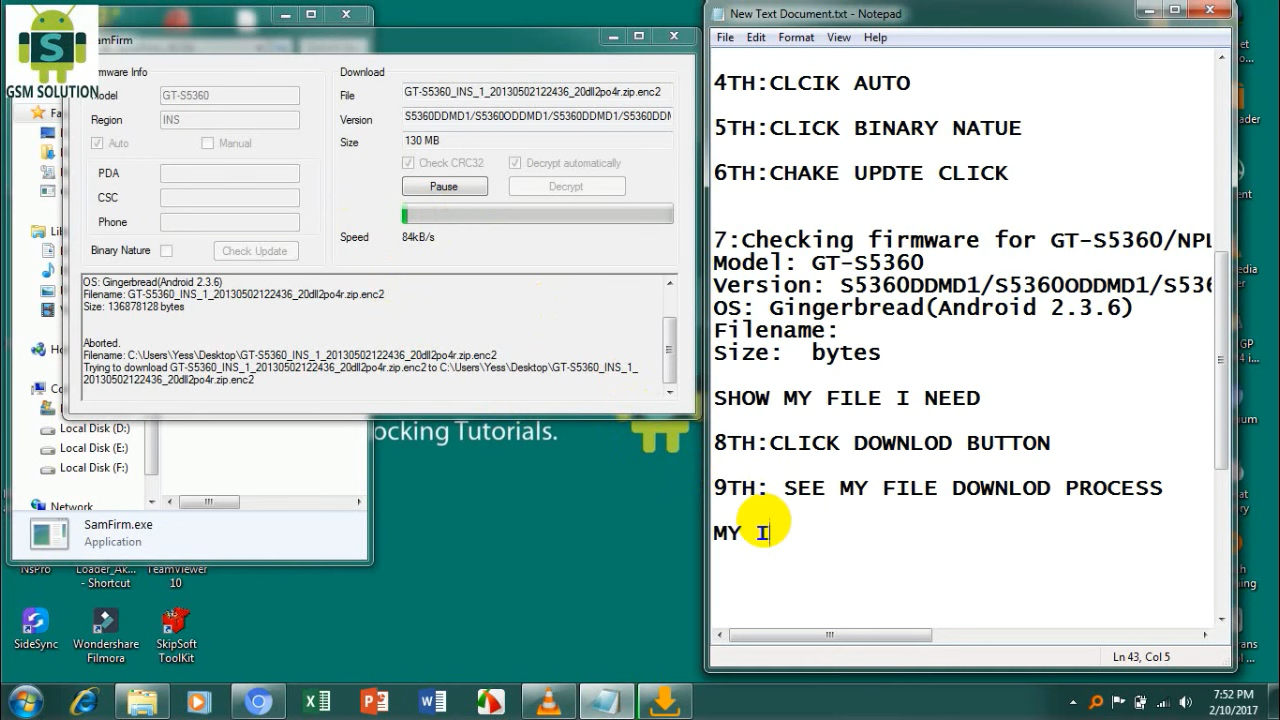 S
GSM SOLUTION
SamFirm
Firmware Info
Model GT-S5360
Region INS
Auto Manual
PDA
CSC
Phone
Binary Nature Check Update
Download
File GT-S5360_INS_1_20130502122436_20dll2po4r.zip.enc2
Version S5360DDMD1/S5360ODDMD1/S5360DDMD1/S5360DDM
Size 130 MB
Check CRC32 Decrypt automatically
Pause Decrypt
Speed 84kB/s
OS: Gingerbread(Android 2.3.6)
Filename: GT-S5360_INS_1_20130502122436_20dll2po4r.zip.enc2
Size: 136878128 bytes
Aborted.
Filename: C:\Users\Yess\Desktop\GT-S5360_INS_1_20130502122436_20dll2po4r.zip.enc2
Trying to download GT-S5360_INS_1_20130502122436_20dll2po4r.zip.enc2 to C:\Users\Yess\Desktop\GT-S5360_INS_1_
20130502122436_20dll2po4r.zip.enc2
Fa
Lib
Ho
Co
Local Disk (D:)
Local Disk (E:)
Local Disk (F:)
Network
SamFirm.exe
Application
ocking Tutorials.
NsPro
Loader_Ak...
- Shortcut
TeamViewer
10
SideSync
Wondershare
Filmora
SkipSoft
ToolKit
New Text Document.txt - Notepad
File Edit Format View Help
4TH:CLCIK AUTO
5TH:CLICK BINARY NATUE
6TH:CHAKE UPDTE CLICK
7:Checking firmware for GT-S5360/NPL
Model: GT-S5360
Version: S5360DDMD1/S5360ODDMD1/S536
OS: Gingerbread(Android 2.3.6)
Filename:
Size:  bytes
SHOW MY FILE I NEED
8TH:CLICK DOWNLOD BUTTON
9TH: SEE MY FILE DOWNLOD PROCESS
MY I
Ln 43, Col 5
7:52 PM
2/10/2017